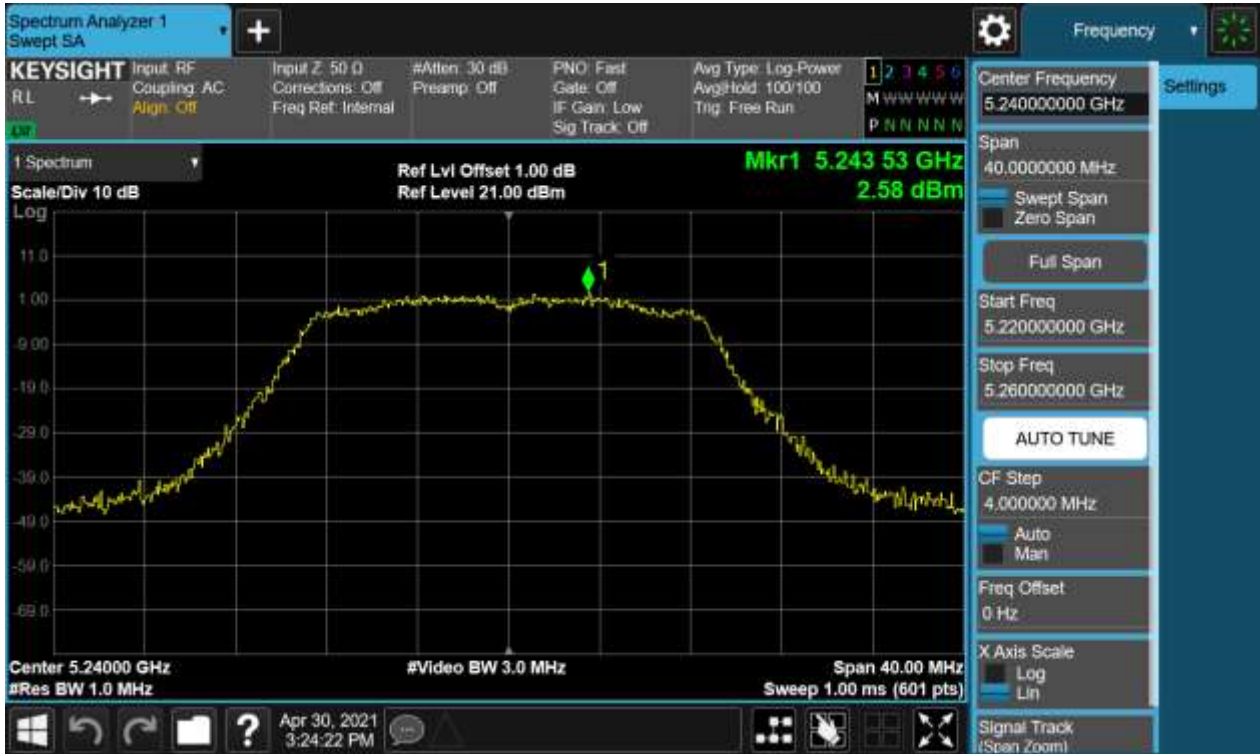 Spectrum Analyzer 1
Swept SA
Frequency
KEYSIGHT
RL
Input: RF
Coupling: AC
Align: Off
Input Z: 50 Ω
Corrections: Off
Freq Ref: Internal
#Atten: 30 dB
Preamp: Off
PNO: Fast
Gate: Off
IF Gain: Low
Sig Track: Off
Avg Type: Log-Power
Avg|Hold: 100/100
Trig: Free Run
1 2 3 4 5 6
M W W W W W
P N N N N N
1 Spectrum
Scale/Div 10 dB
Log
Ref Lvl Offset 1.00 dB
Ref Level 21.00 dBm
Mkr1 5.243 53 GHz
2.58 dBm
1
11.0
1.00
-9.00
-19.0
-29.0
-39.0
-49.0
-59.0
-69.0
Center 5.24000 GHz
#Res BW 1.0 MHz
#Video BW 3.0 MHz
Span 40.00 MHz
Sweep 1.00 ms (601 pts)
Center Frequency
5.240000000 GHz
Settings
Span
40.0000000 MHz
Swept Span
Zero Span
Full Span
Start Freq
5.220000000 GHz
Stop Freq
5.260000000 GHz
AUTO TUNE
CF Step
4.000000 MHz
Auto
Man
Freq Offset
0 Hz
X Axis Scale
Log
Lin
Signal Track
(Span Zoom)
?
Apr 30, 2021
3:24:22 PM